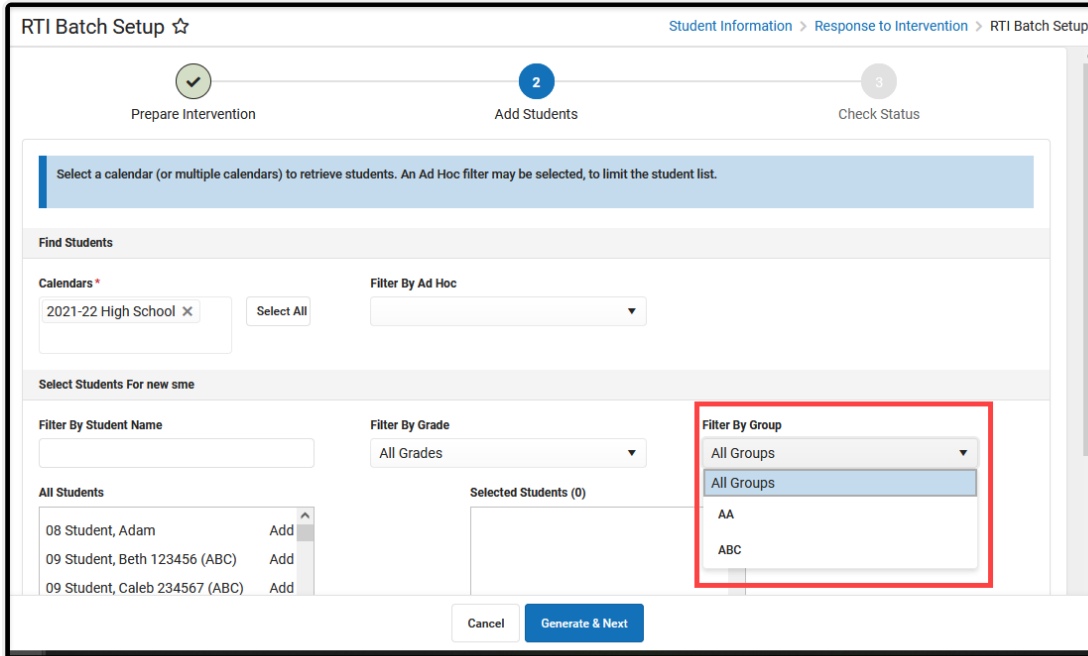 RTI Batch Setup
Student Information > Response to Intervention > RTI Batch Setup
2
3
Prepare Intervention
Add Students
Check Status
Select a calendar (or multiple calendars) to retrieve students. An Ad Hoc filter may be selected, to limit the student list.
Find Students
Calendars *
Filter By Ad Hoc
2021-22 High School
Select All
Select Students For new sme
Filter By Student Name
Filter By Grade
Filter By Group
All Grades
All Groups
All Groups
All Students
Selected Students (0)
AA
08 Student, Adam Add
ABC
09 Student, Beth 123456 (ABC) Add
09 Student, Caleb 234567 (ABC) Add
Cancel
Generate & Next